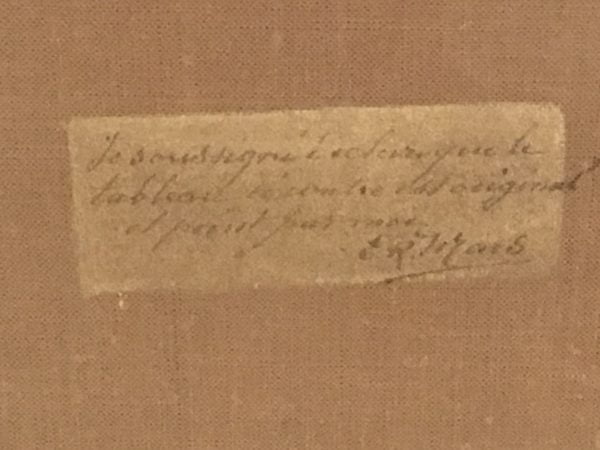 Je soussigné déclare que le
tableau ci contre est original
et peint par moi